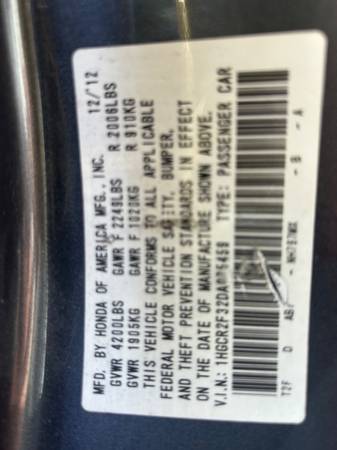 MFD. BY HONDA OF AMERICA MFG., INC. 12/12
GVWR 4200LBS GAWR F 2249LBS R 2006LBS
GVWR 1905KG GAWR F 1020KG R 910KG
THIS VEHICLE CONFORMS TO ALL APPLICABLE
FEDERAL MOTOR VEHICLE SAFETY, BUMPER,
AND THEFT PREVENTION STANDARDS IN EFFECT
ON THE DATE OF MANUFACTURE SHOWN ABOVE.
V.I.N.: TYPE: PASSENGER CAR
T2F D - B - A